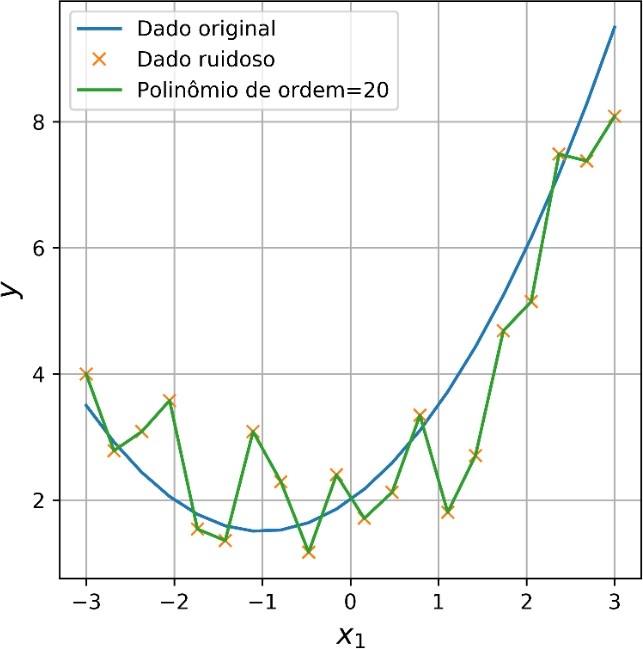 Dado original
Dado ruidoso
Polinômio de ordem=20
y
8
6
4
2
−3
−2
−1
0
1
2
3
x₁